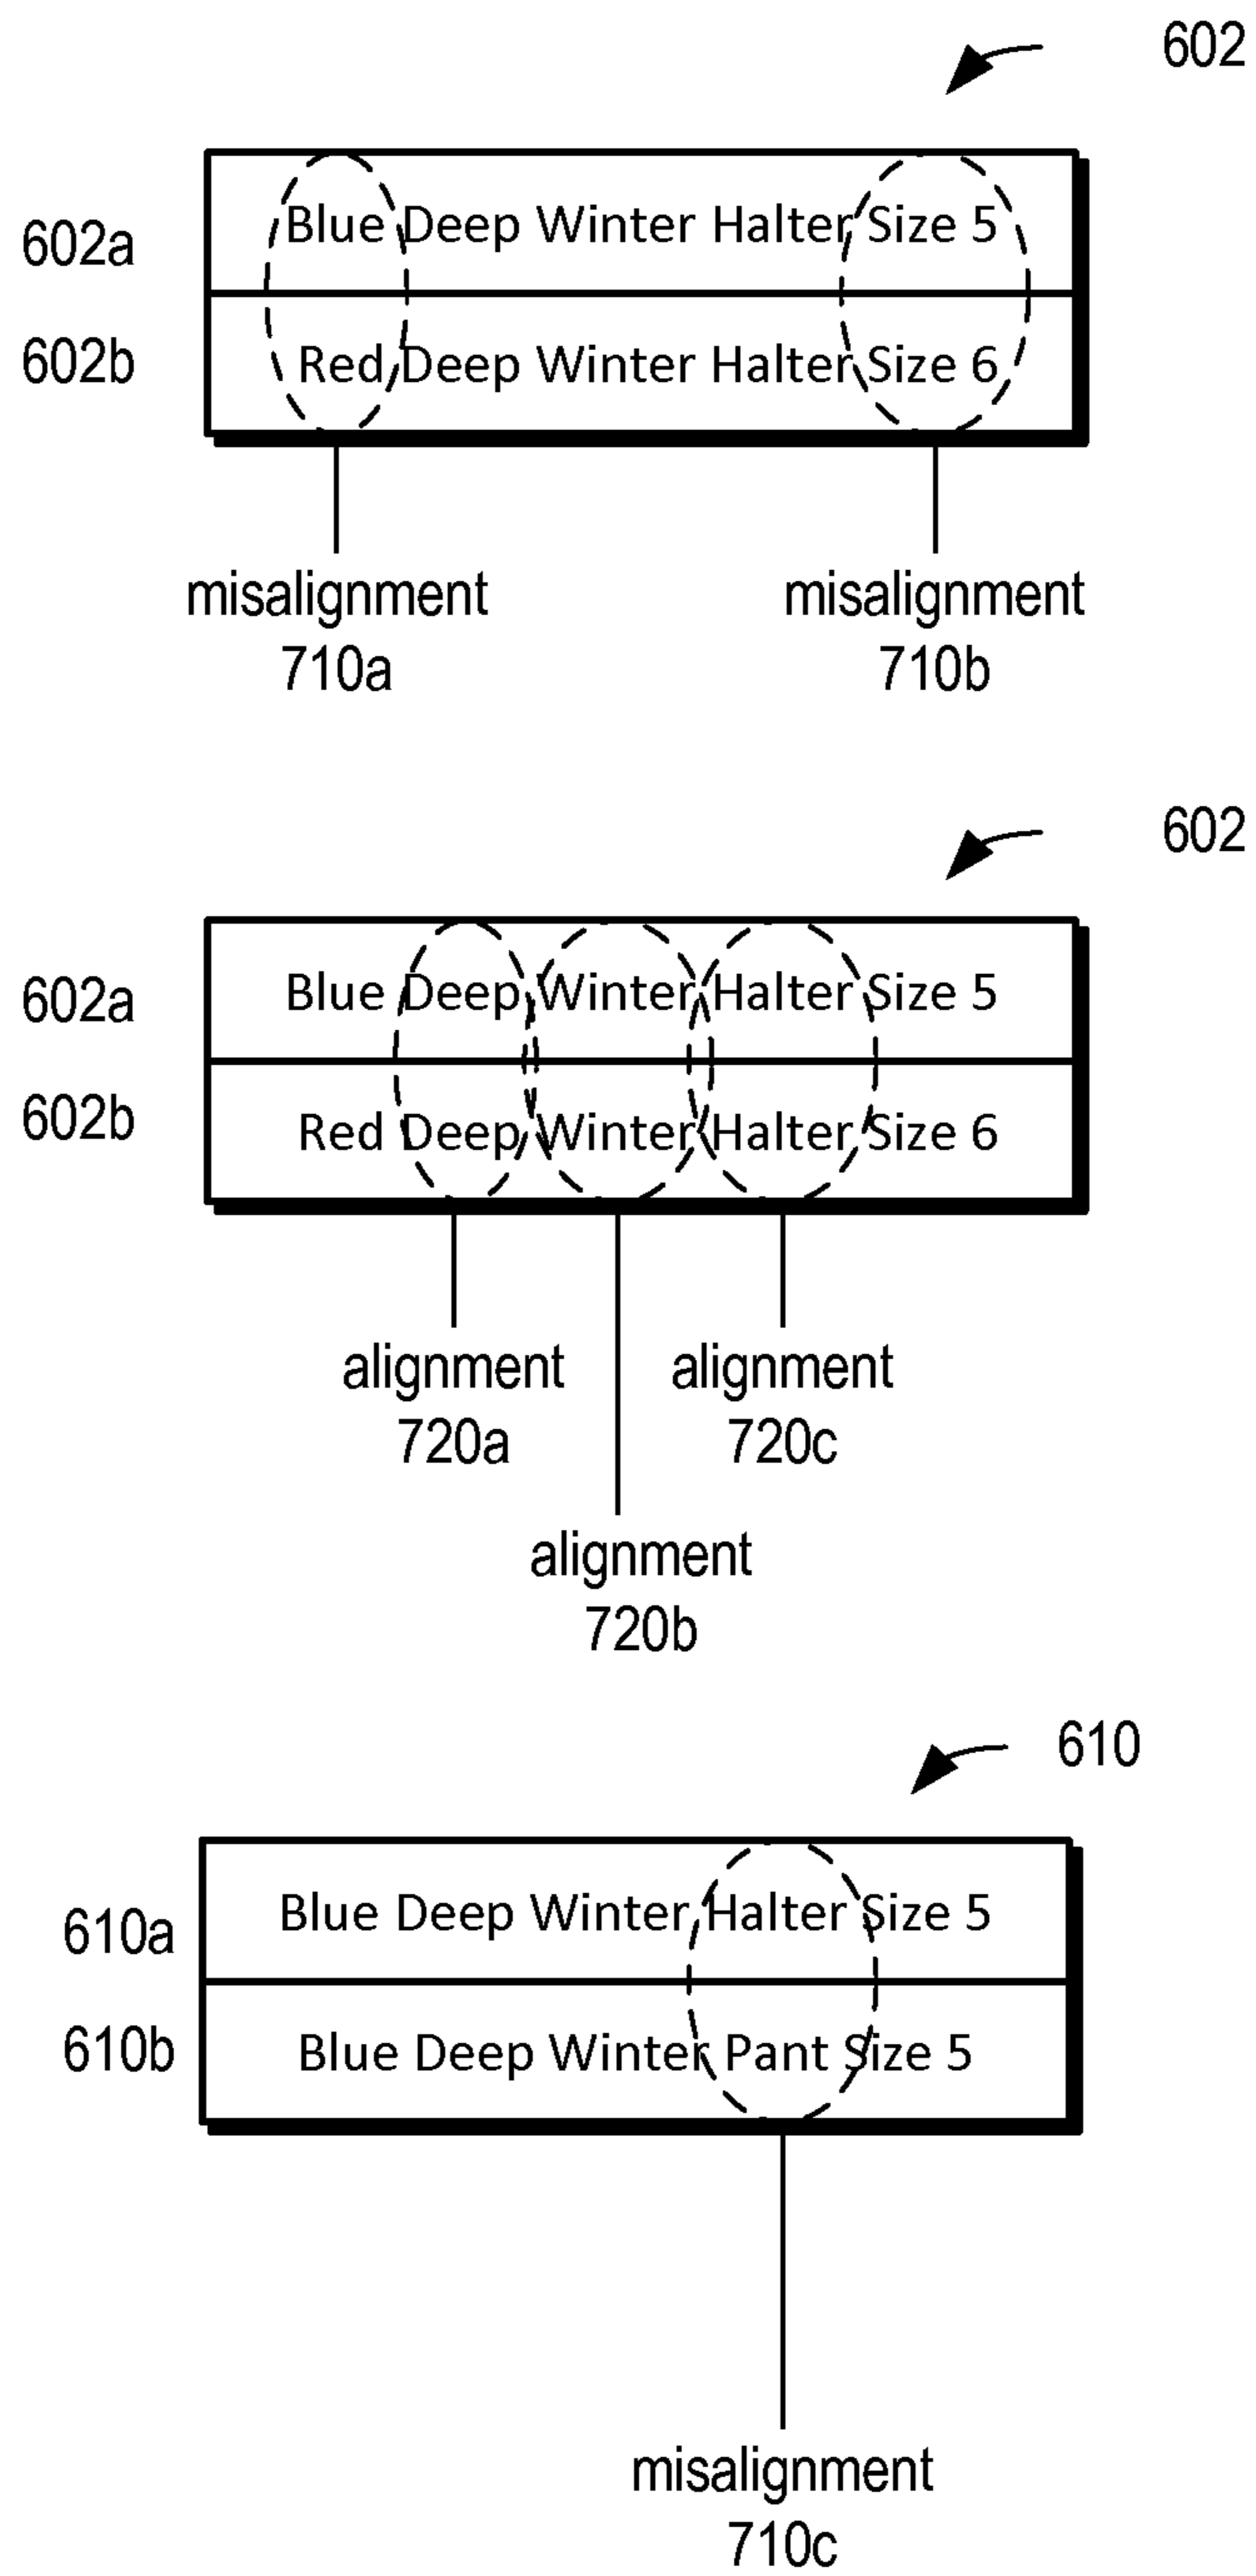 602
602a Blue Deep Winter Halter Size 5
602b Red Deep Winter Halter Size 6
misalignment misalignment
710a 710b
602
602a Blue Deep Winter Halter Size 5
602b Red Deep Winter Halter Size 6
alignment alignment
720a 720c
alignment
720b
610
610a Blue Deep Winter Halter Size 5
610b Blue Deep Winter Pant Size 5
misalignment
710c